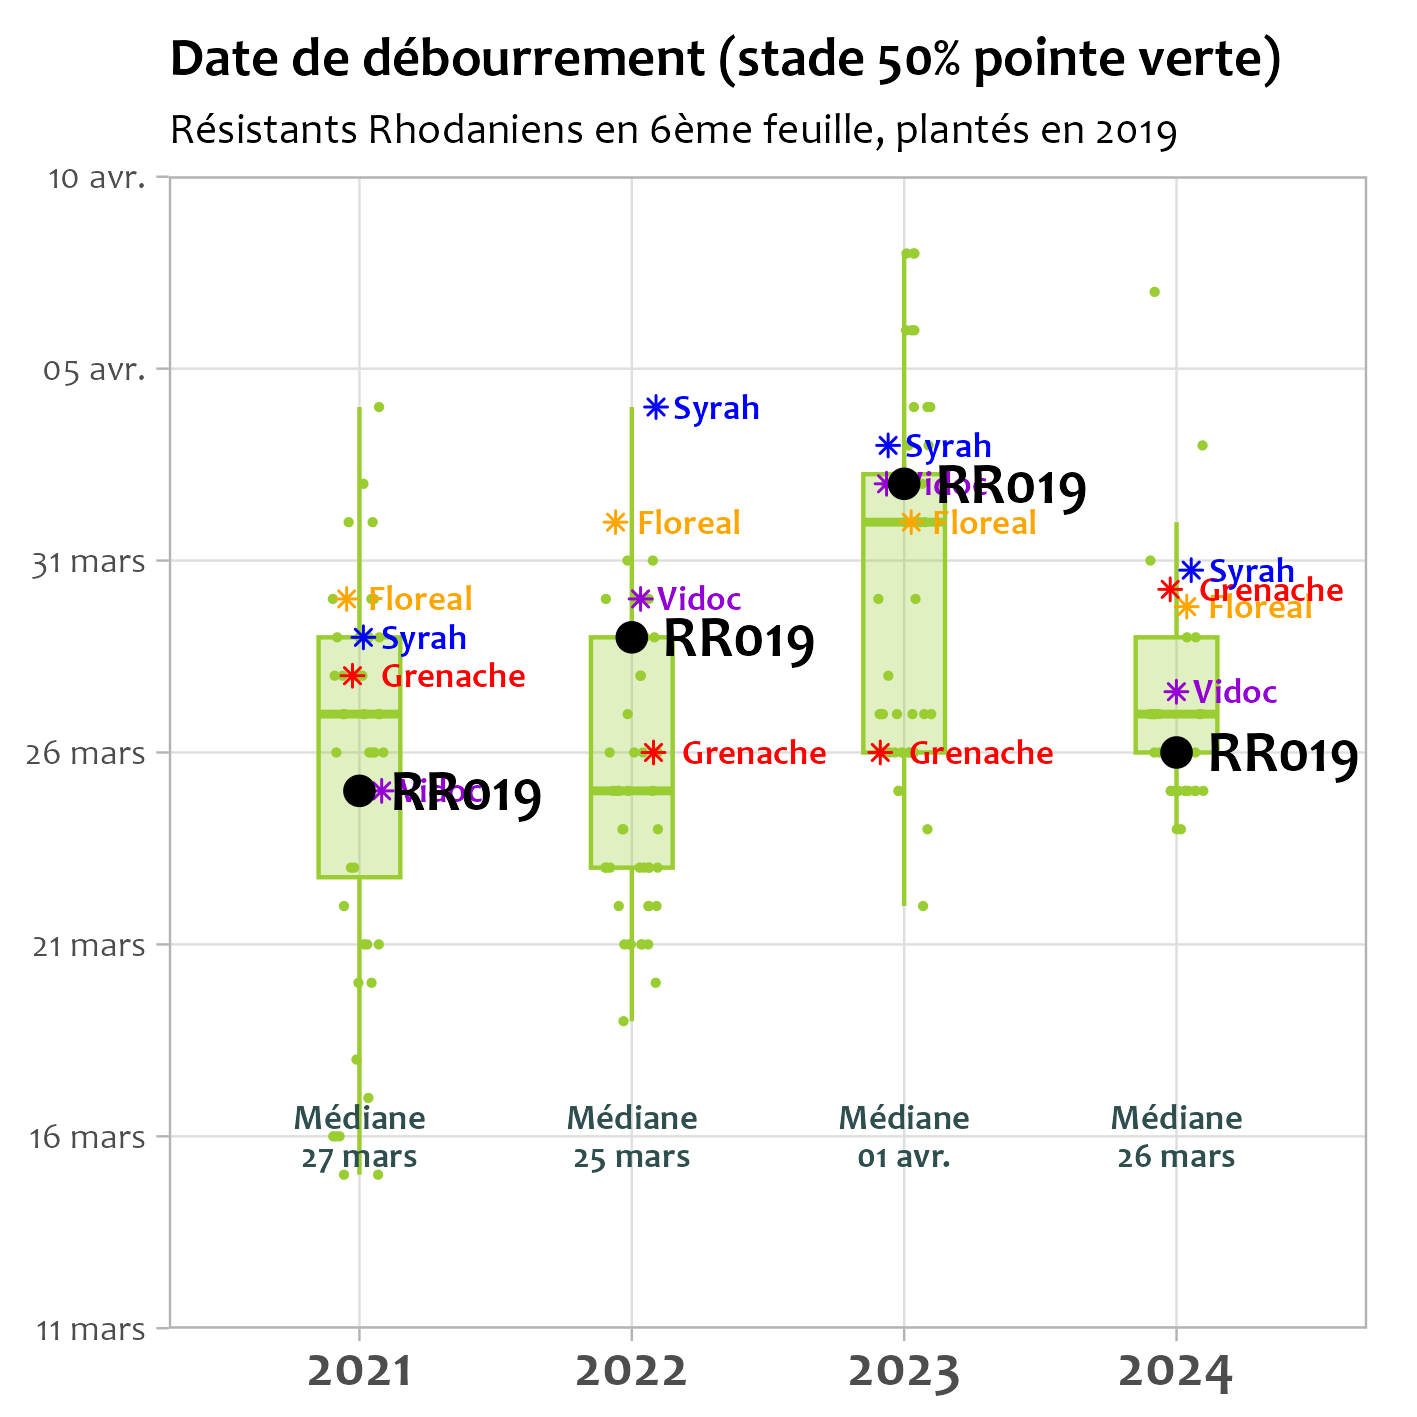 Date de débourrement (stade 50% pointe verte)
Résistants Rhodaniens en 6ème feuille, plantés en 2019
10 avr.
05 avr.
31 mars
26 mars
21 mars
16 mars
11 mars
Floreal
Syrah
Grenache
Vidoc
RR019
Médiane
27 mars
Syrah
Floreal
Vidoc
RR019
Grenache
Médiane
25 mars
Syrah
Vidoc
RR019
Floreal
Grenache
Médiane
01 avr.
Syrah
Grenache
Floreal
Vidoc
RR019
Médiane
26 mars
2021
2022
2023
2024